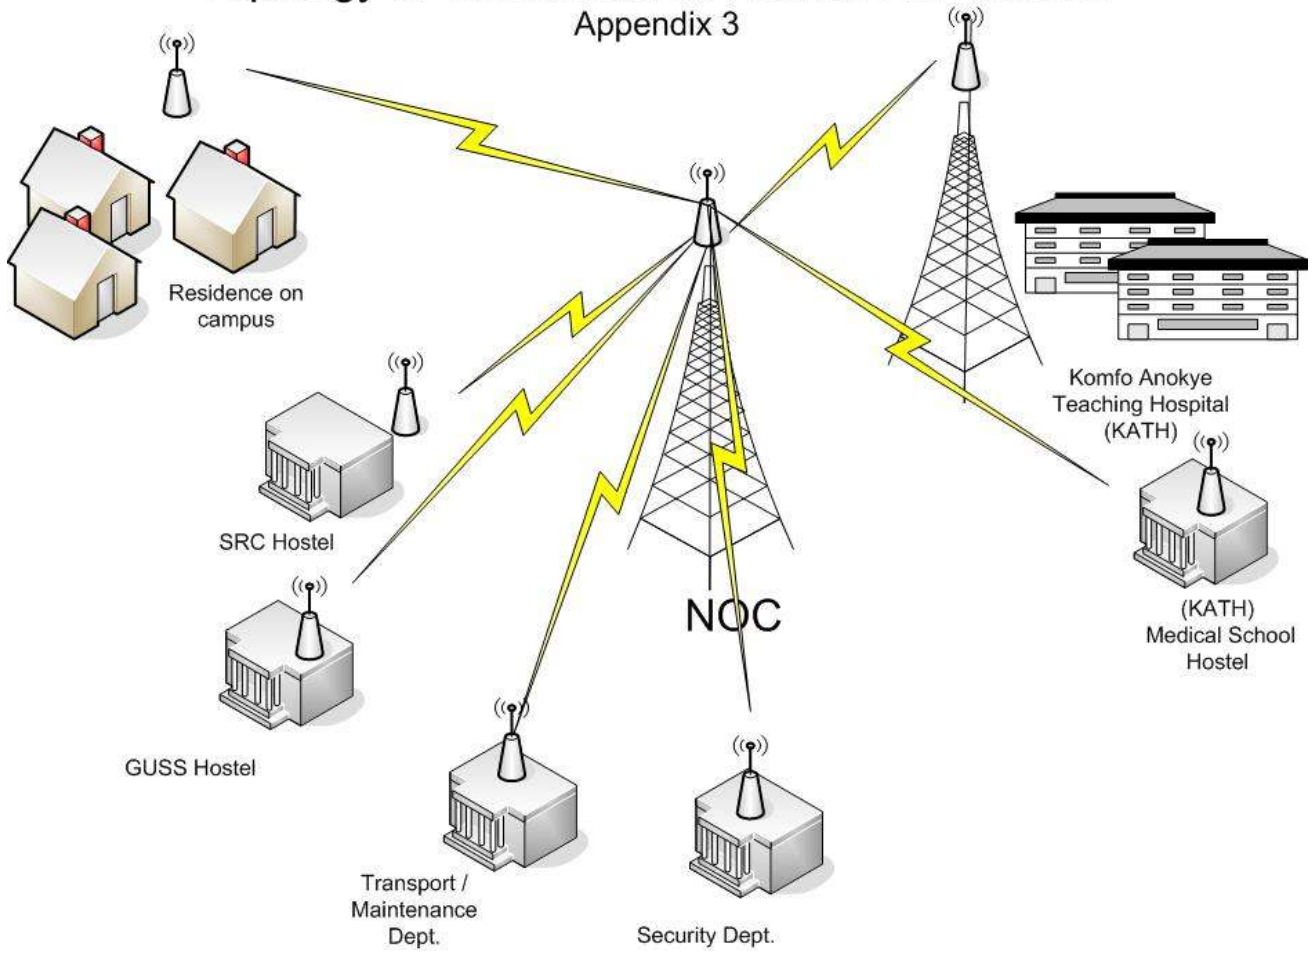 Appendix 3
Residence on
campus
Komfo Anokye
Teaching Hospital
(KATH)
SRC Hostel
NOC
(KATH)
Medical School
Hostel
GUSS Hostel
Transport /
Maintenance
Dept.
Security Dept.